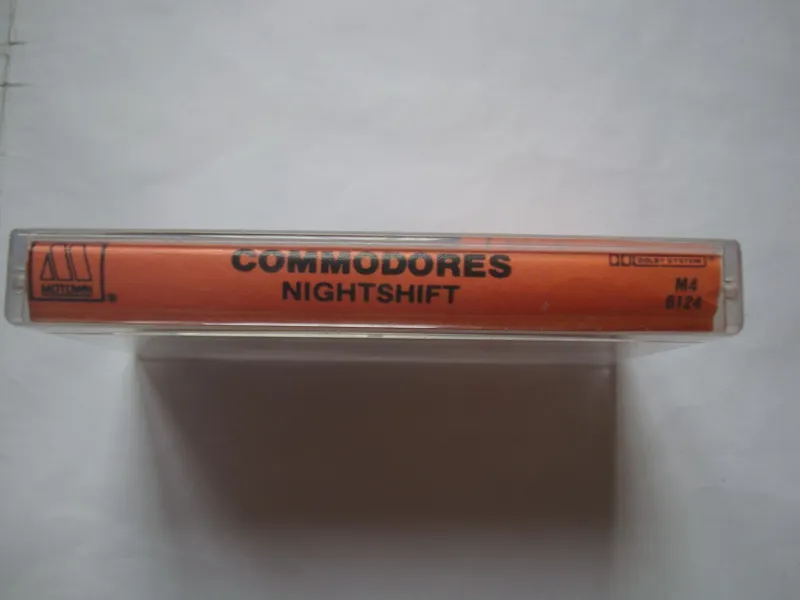 MOTOWN ®
COMMODORES
NIGHTSHIFT
DOLBY SYSTEM ®
M4
6124